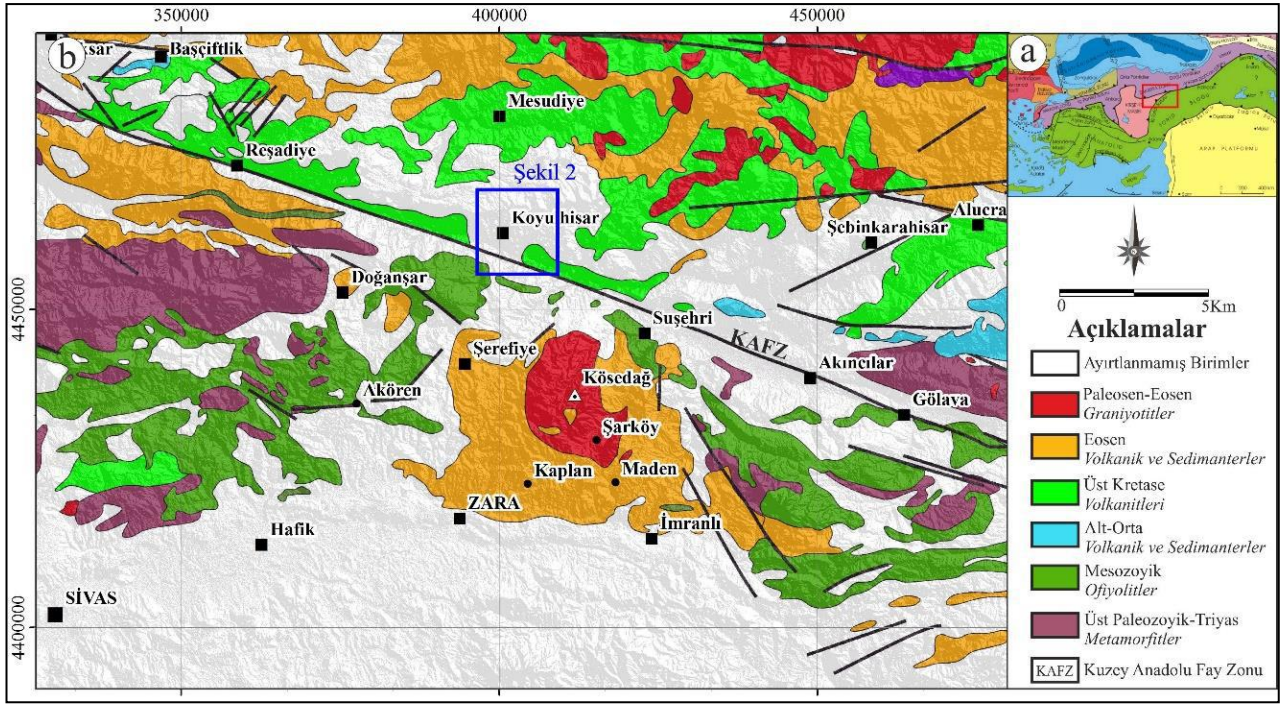 350000
400000
450000
b
ksar
Başçiftlik
Mesudiye
Reşadiye
Şekil 2
Koyulhisar
Alucra
Şebinkarahisar
Doğanşar
4450000
Suşehri
KAFZ
Şerefiye
Akıncılar
Akören
Kösedağ
Gölova
Şarköy
Kaplan
Maden
ZARA
İmranlı
Hafik
SİVAS
4400000
a
ARAP PLATFORMU
0
5Km
Açıklamalar
Ayırtlanmamış Birimler
Paleosen-Eosen
Graniyotitler
Eosen
Volkanik ve Sedimanterler
Üst Kretase
Volkanitleri
Alt-Orta
Volkanik ve Sedimanterler
Mesozoyik
Ofiyolitler
Üst Paleozoyik-Triyas
Metamorfitler
KAFZ
Kuzey Anadolu Fay Zonu